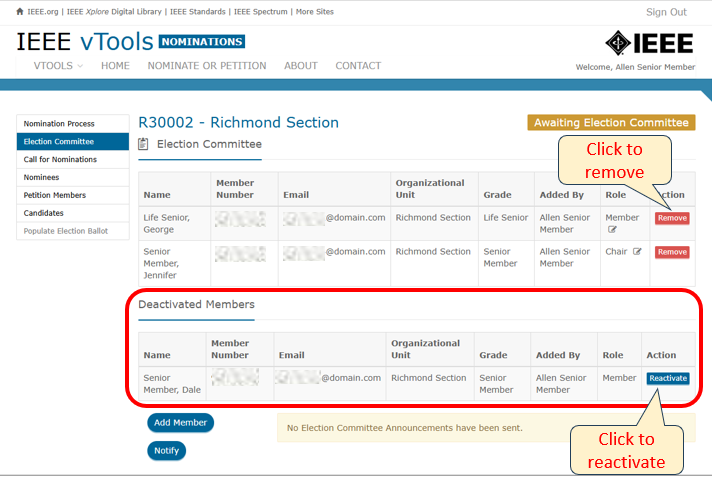 IEEE.org | IEEE Xplore Digital Library | IEEE Standards | IEEE Spectrum | More Sites
Sign Out
IEEE vTools NOMINATIONS
IEEE
VTOOLS HOME NOMINATE OR PETITION ABOUT CONTACT
Welcome, Allen Senior Member
Nomination Process
Election Committee
Call for Nominations
Nominees
Petition Members
Candidates
Populate Election Ballot
R30002 - Richmond Section
Awaiting Election Committee
Election Committee
Click to
remove
Name Member Number Email Organizational Unit Grade Added By Role Action
Life Senior, George @domain.com Richmond Section Life Senior Allen Senior Member Member Remove
Senior Member, Jennifer @domain.com Richmond Section Senior Member Allen Senior Member Chair Remove
Deactivated Members
Name Member Number Email Organizational Unit Grade Added By Role Action
Senior Member, Dale @domain.com Richmond Section Senior Member Allen Senior Member Member Reactivate
Add Member
No Election Committee Announcements have been sent.
Notify
Click to
reactivate